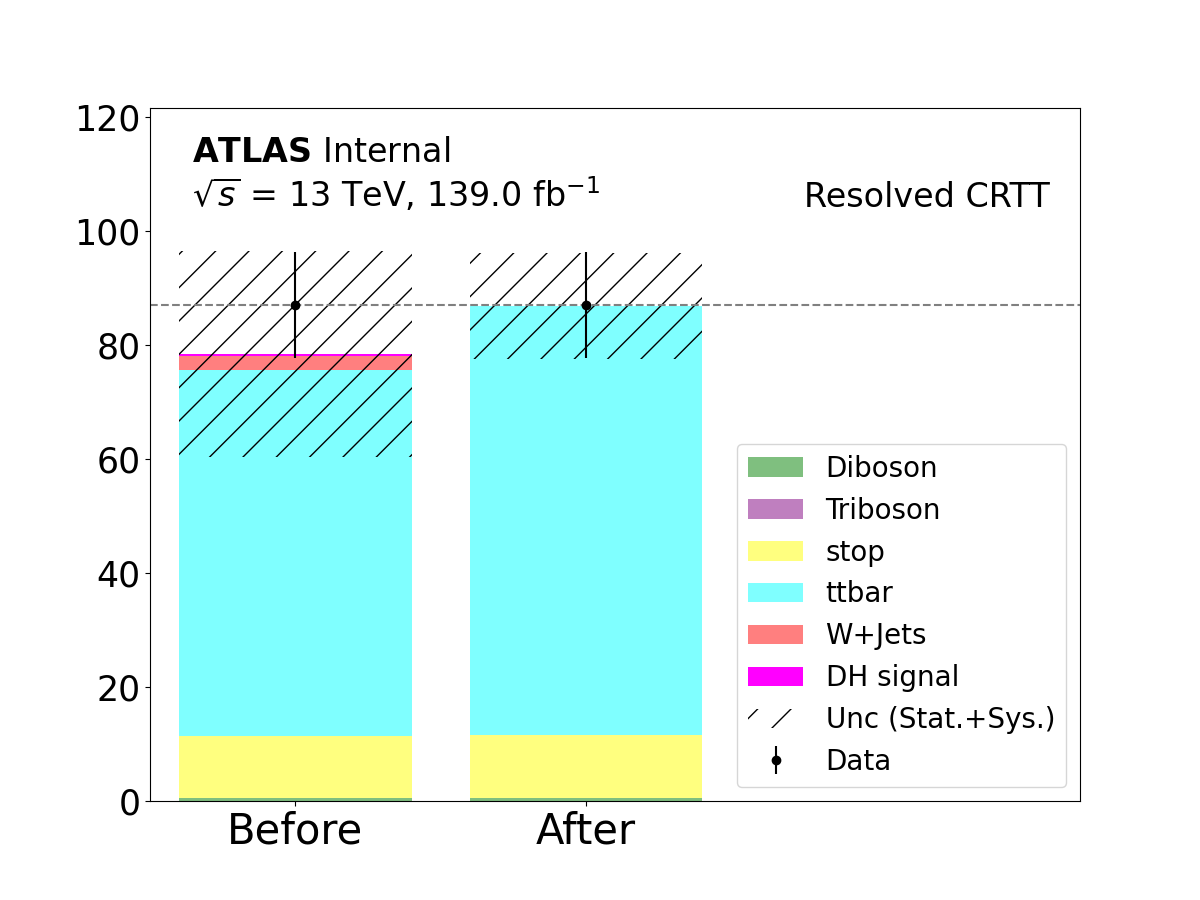 120
100
80
60
40
20
0
ATLAS Internal
√s = 13 TeV, 139.0 fb⁻¹
Resolved CRTT
Diboson
Triboson
stop
ttbar
W+Jets
DH signal
Unc (Stat.+Sys.)
Data
Before
After